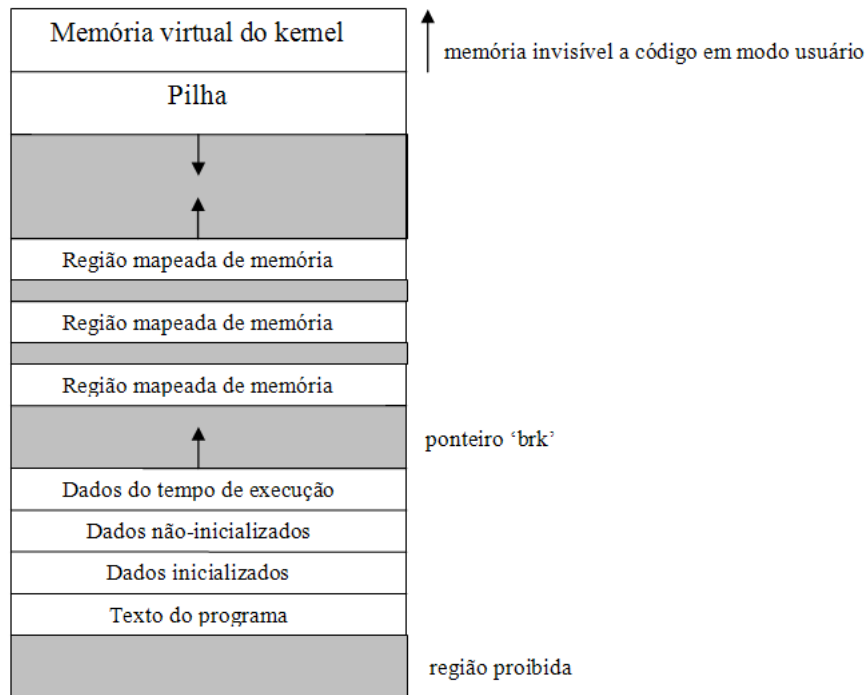 Memória virtual do kernel
memória invisível a código em modo usuário
Pilha
Região mapeada de memória
Região mapeada de memória
Região mapeada de memória
ponteiro ‘brk’
Dados do tempo de execução
Dados não-inicializados
Dados inicializados
Texto do programa
região proibida